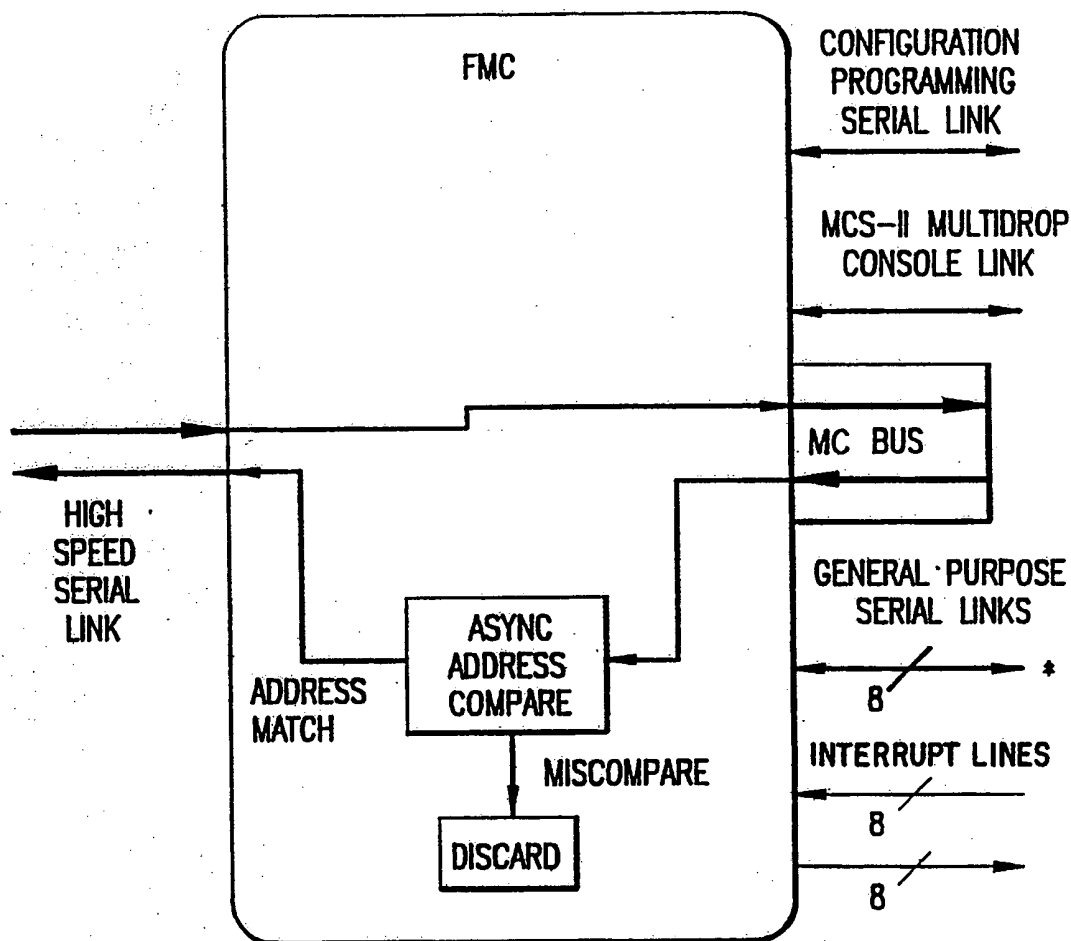 FMC
CONFIGURATION
PROGRAMMING
SERIAL LINK
MCS-II MULTIDROP
CONSOLE LINK
MC BUS
HIGH
SPEED
SERIAL
LINK
GENERAL PURPOSE
SERIAL LINKS
8
*
ASYNC
ADDRESS
COMPARE
ADDRESS
MATCH
MISCOMPARE
DISCARD
INTERRUPT LINES
8
8